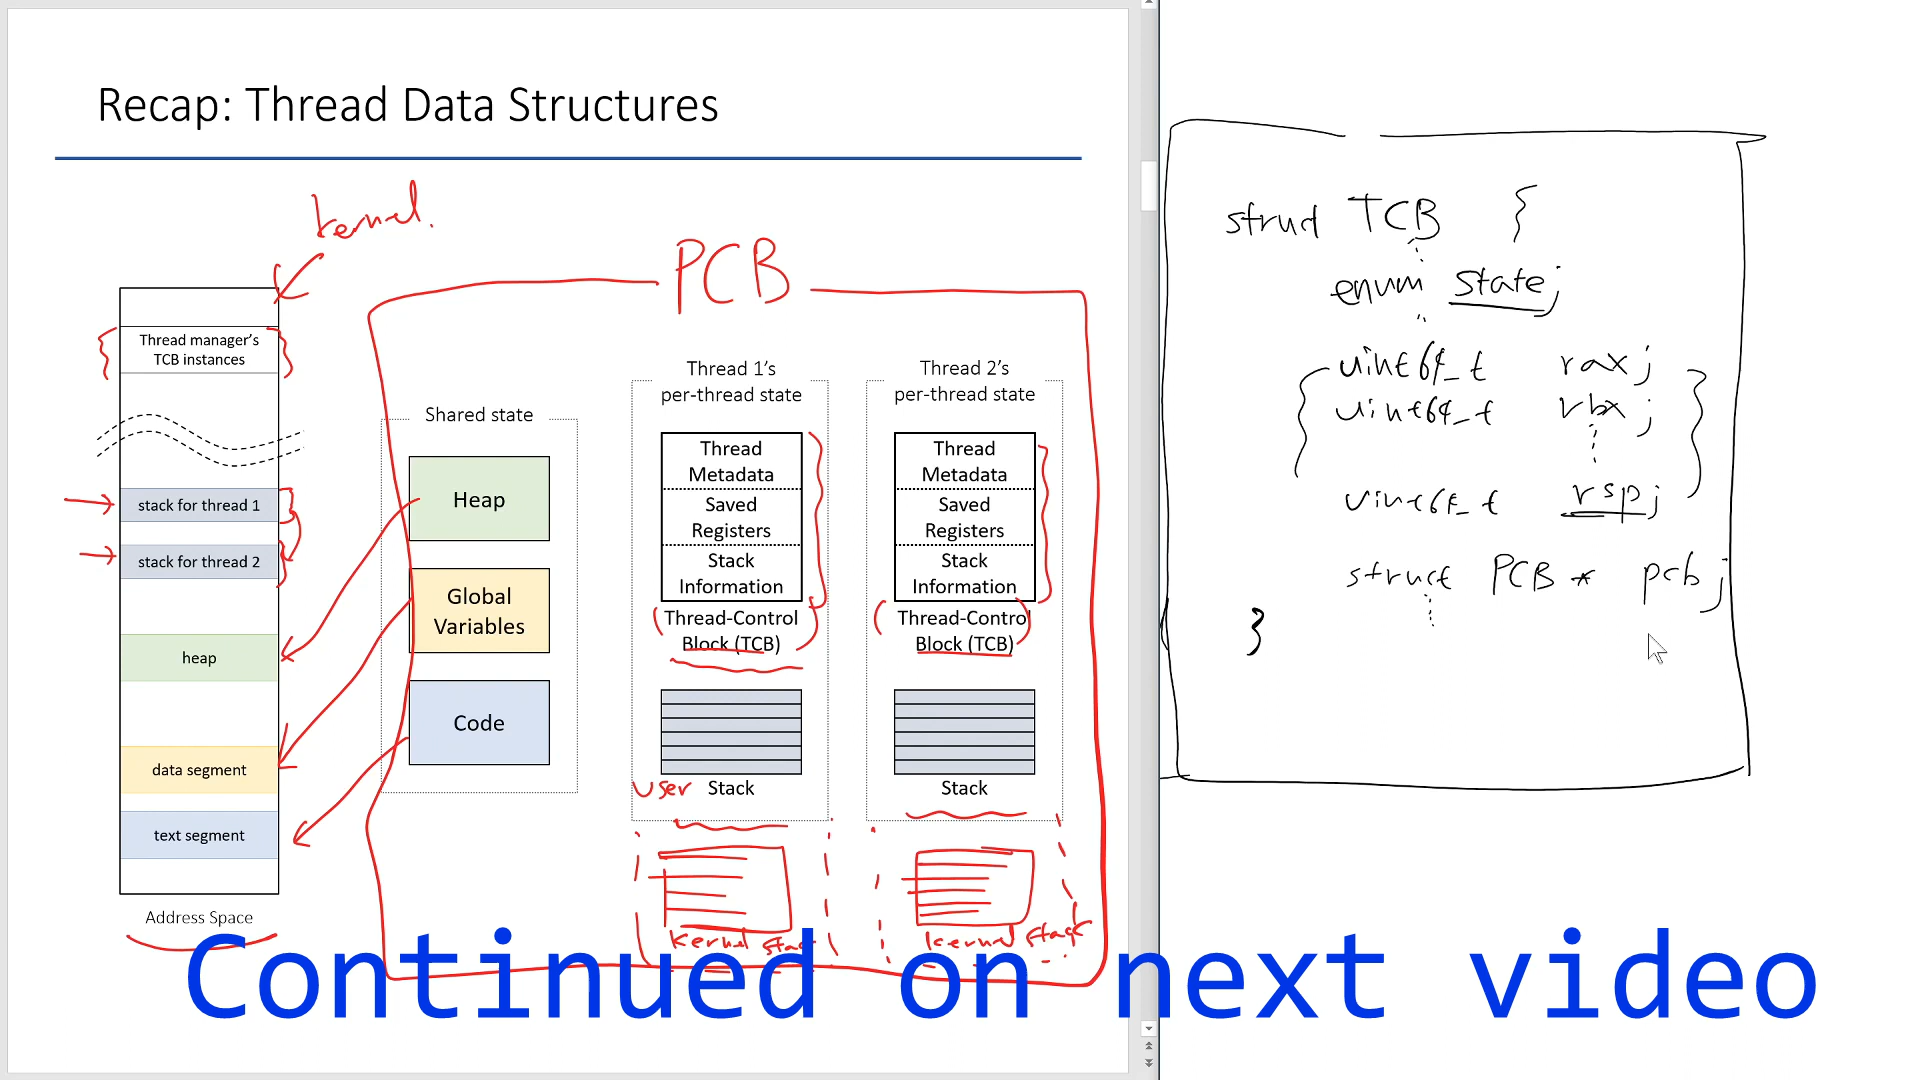 Recap: Thread Data Structures
kernel.
Thread manager's
TCB instances
stack for thread 1
stack for thread 2
heap
data segment
text segment
Address Space
PCB
Shared state
Heap
Global
Variables
Code
Thread 1's
per-thread state
Thread
Metadata
Saved
Registers
Stack
Information
Thread-Control
Block (TCB)
user Stack
kernel stack
Thread 2's
per-thread state
Thread
Metadata
Saved
Registers
Stack
Information
Thread-Control
Block (TCB)
Stack
kernel stack
struct TCB {
enum state;
uint64_t rax;
uint64_t rbx;
uint64_t rsp;
struct PCB * pcb;
}
Continued on next video